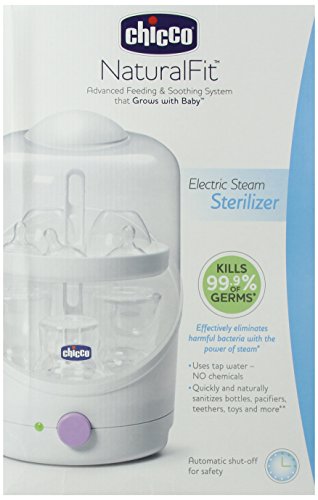 chicco
NaturalFit™
Advanced Feeding & Soothing System
that Grows with Baby™
Electric Steam
Sterilizer
KILLS
99.9%
OF
GERMS*
Effectively eliminates
harmful bacteria with the
power of steam*
• Uses tap water –
NO chemicals
• Quickly and naturally
sanitizes bottles, pacifiers,
teethers, toys and more**
chicco
Automatic shut-off
for safety